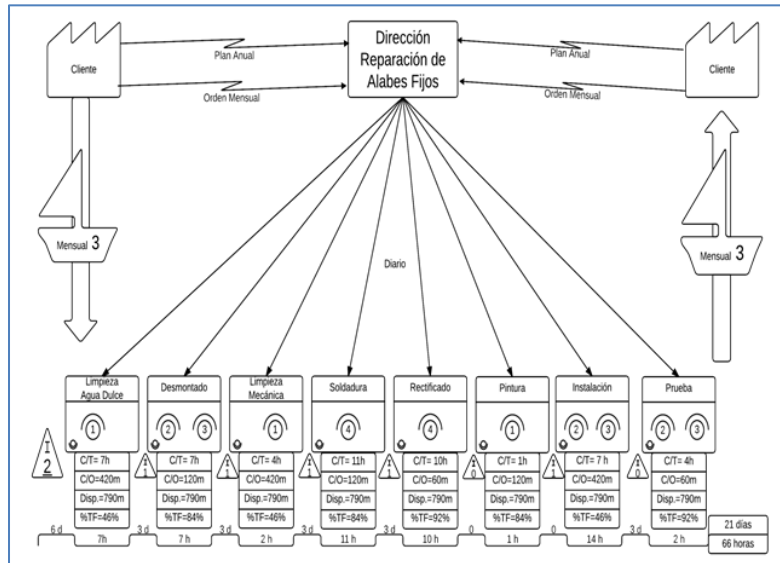 Cliente
Plan Anual
Orden Mensual
Dirección
Reparación de
Alabes Fijos
Plan Anual
Orden Mensual
Cliente
Mensual 3
Mensual 3
Diario
I
2
Limpieza
Agua Dulce
1
C/T= 7h
C/O=420m
Disp.=790m
%TF=46%
I
1
Desmontado
2 3
C/T= 7h
C/O=120m
Disp.=790m
%TF=84%
I
1
Limpieza
Mecánica
1
C/T= 4h
C/O=420m
Disp.=790m
%TF=46%
I
1
Soldadura
4
C/T= 11h
C/O=120m
Disp.=790m
%TF=84%
I
1
Rectificado
4
C/T= 10h
C/O=60m
Disp.=790m
%TF=92%
I
0
Pintura
1
C/T= 1h
C/O=120m
Disp.=790m
%TF=84%
I
1
Instalación
2 3
C/T= 7 h
C/O=420m
Disp.=790m
%TF=46%
I
0
Prueba
2 3
C/T= 4h
C/O=60m
Disp.=790m
%TF=92%
6 d 3 d 3 d 3 d 3 d 0 0 3 d
7h 7 h 2 h 11 h 10 h 1 h 14 h 2 h
21 días
66 horas